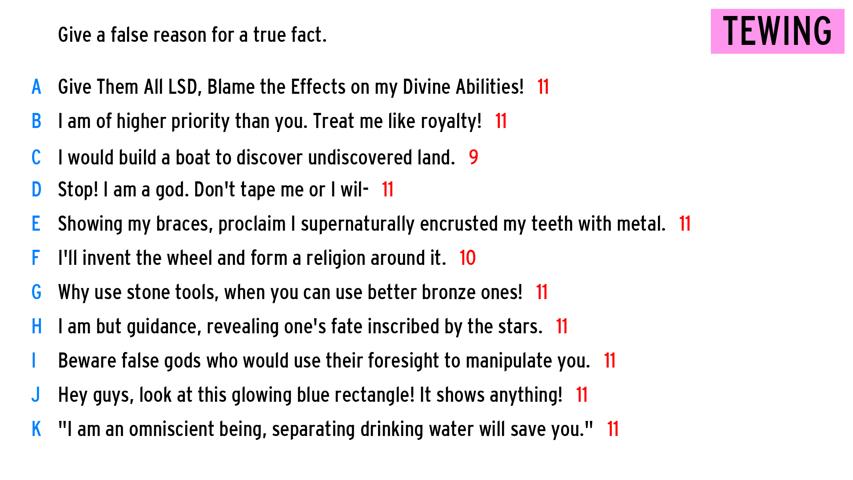 Give a false reason for a true fact.
TEWING
A Give Them All LSD, Blame the Effects on my Divine Abilities! 11
B I am of higher priority than you. Treat me like royalty! 11
C I would build a boat to discover undiscovered land. 9
D Stop! I am a god. Don't tape me or I wil- 11
E Showing my braces, proclaim I supernaturally encrusted my teeth with metal. 11
F I'll invent the wheel and form a religion around it. 10
G Why use stone tools, when you can use better bronze ones! 11
H I am but guidance, revealing one's fate inscribed by the stars. 11
I Beware false gods who would use their foresight to manipulate you. 11
J Hey guys, look at this glowing blue rectangle! It shows anything! 11
K "I am an omniscient being, separating drinking water will save you." 11